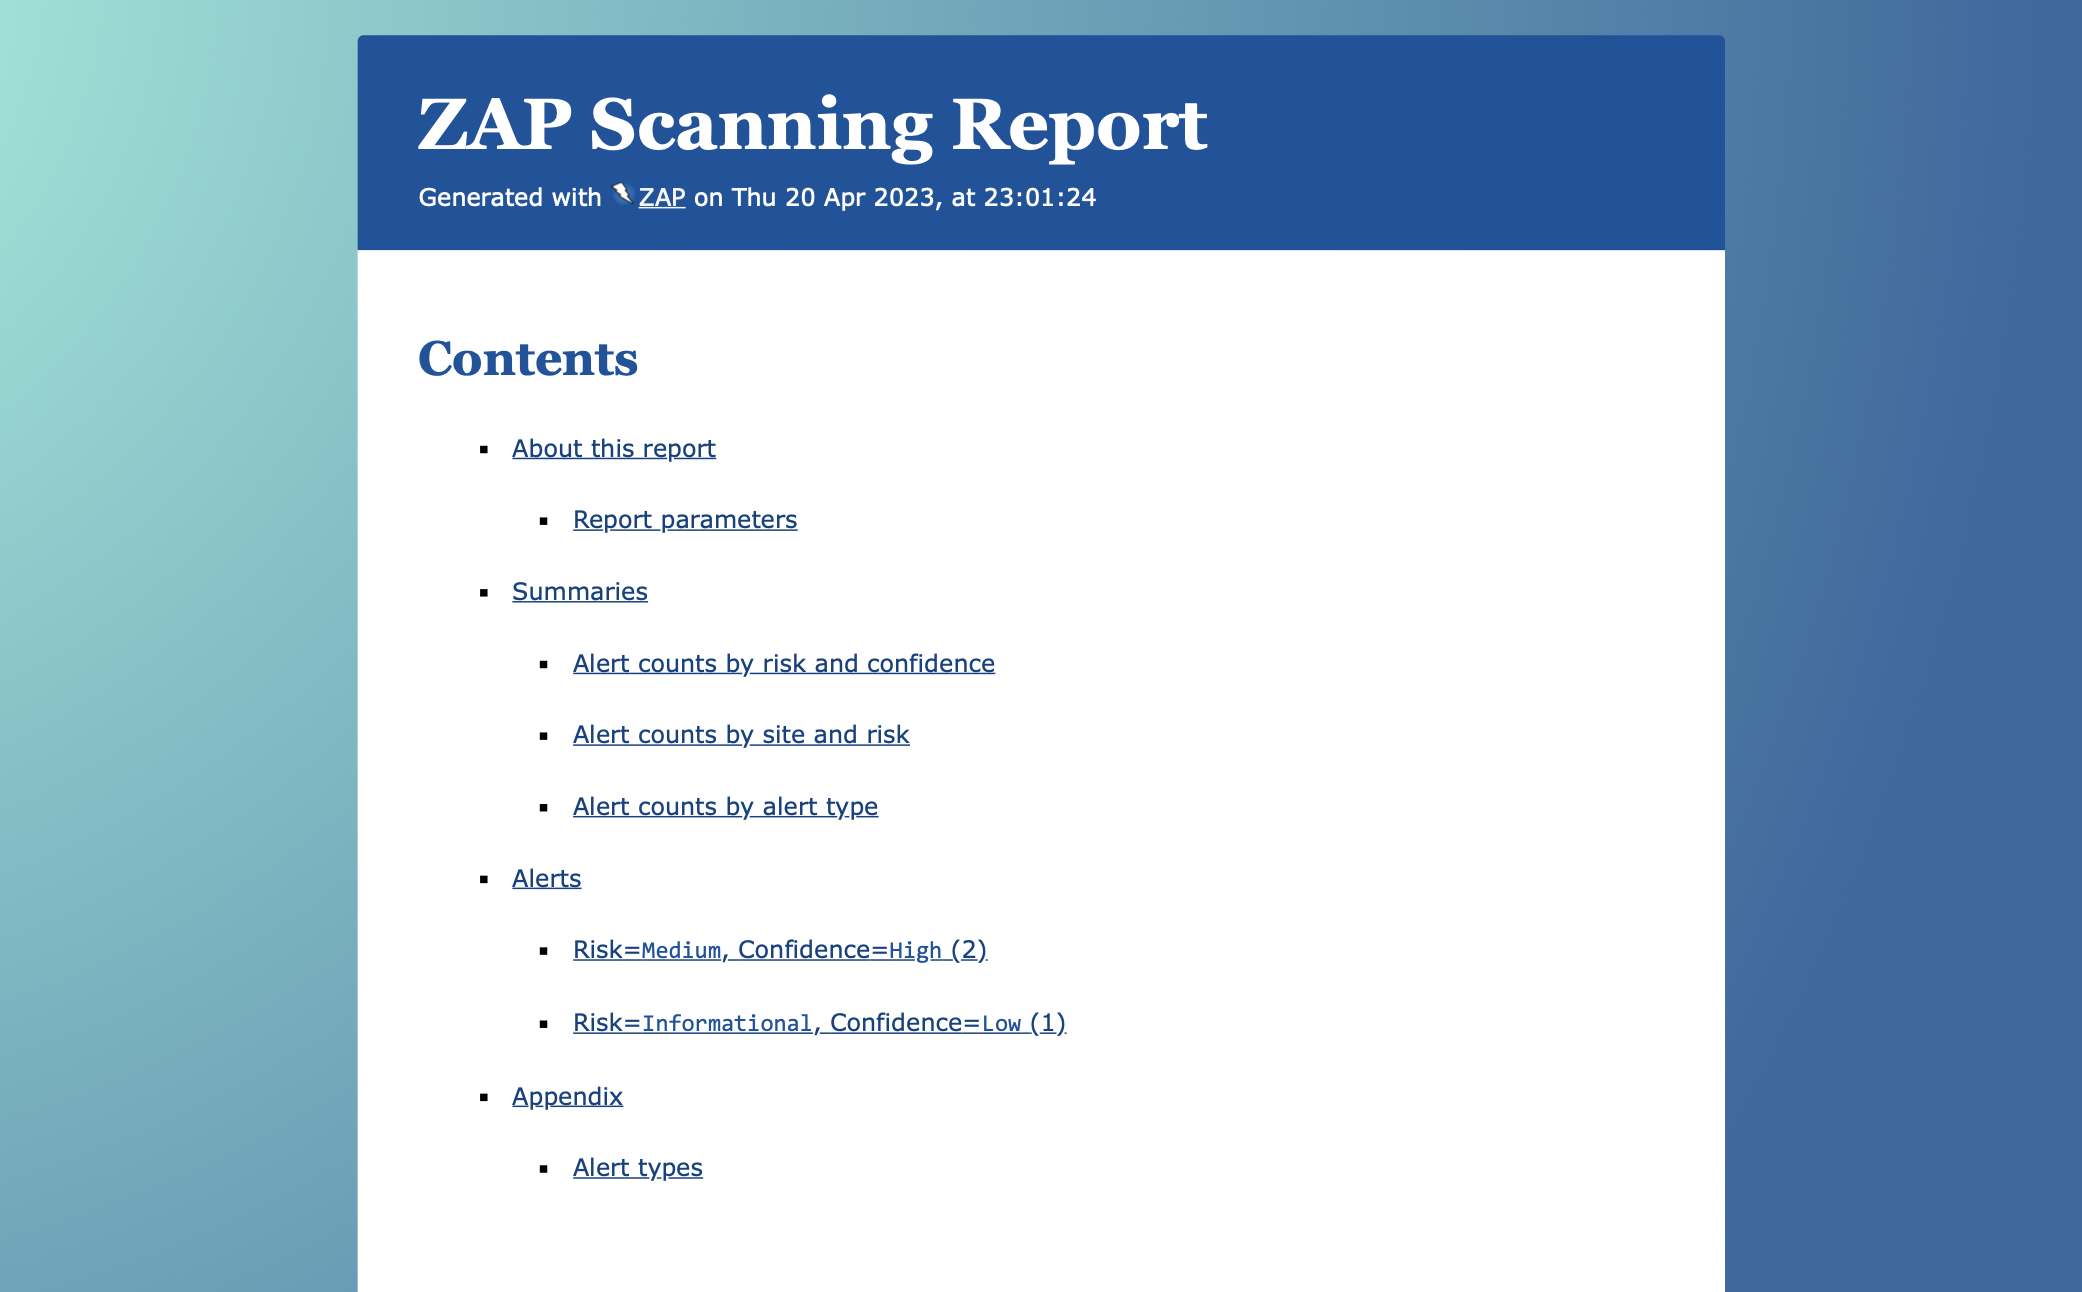 ZAP Scanning Report
Generated with ZAP on Thu 20 Apr 2023, at 23:01:24
Contents
About this report
Report parameters
Summaries
Alert counts by risk and confidence
Alert counts by site and risk
Alert counts by alert type
Alerts
Risk=Medium, Confidence=High (2)
Risk=Informational, Confidence=Low (1)
Appendix
Alert types